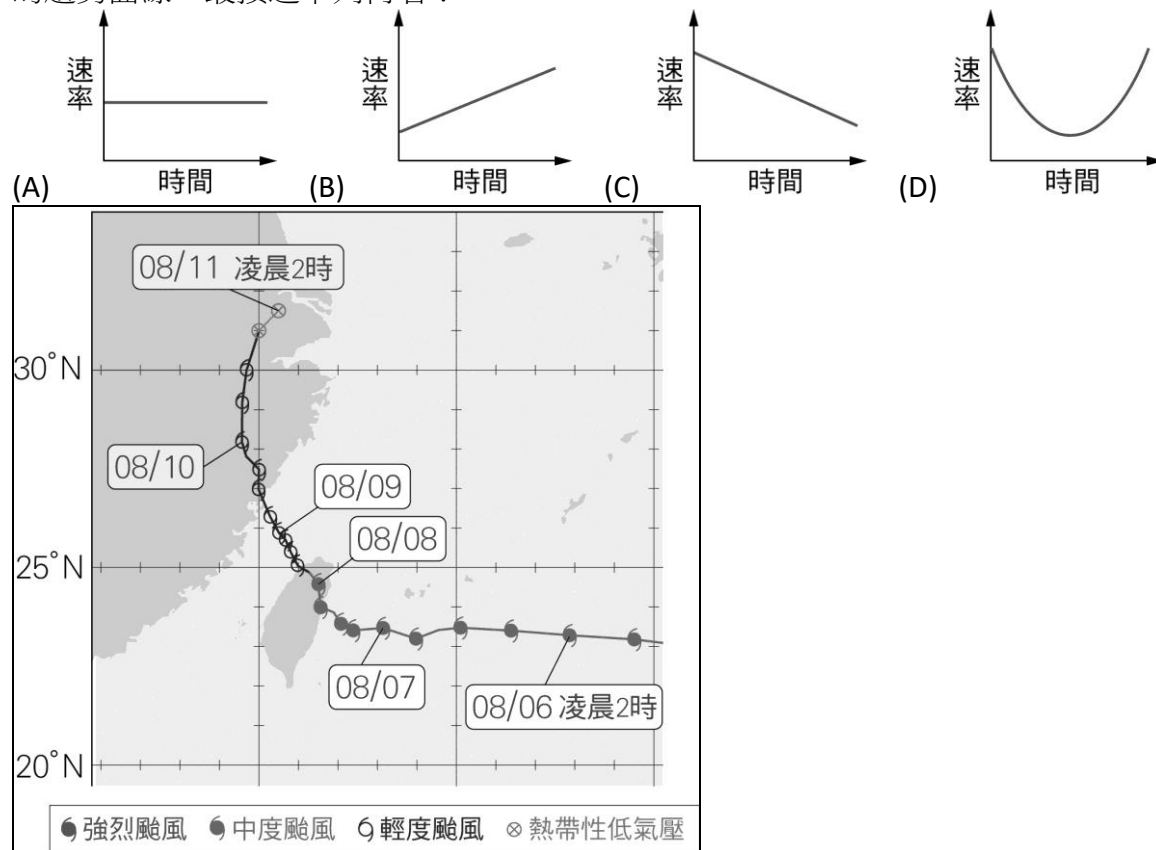 速率
時間
速率
時間
速率
時間
速率
時間
(A)
(B)
(C)
(D)
08/11 凌晨2時
30°N
08/10
08/09
08/08
25°N
08/07
08/06 凌晨2時
20°N
強烈颱風 中度颱風 輕度颱風 熱帶性低氣壓